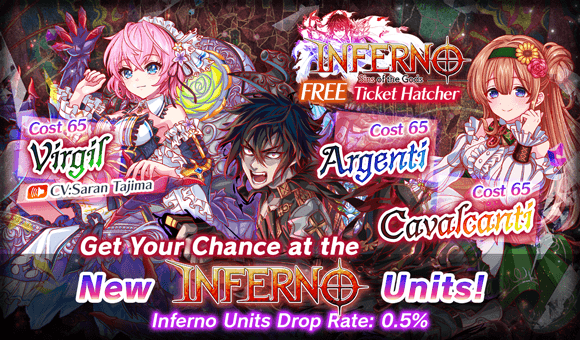 INFERNO
Sins of the Gods
FREE Ticket Hatcher
Cost 65
Virgil
CV:Saran Tajima
Cost 65
Argenti
Cost 65
Cavalcanti
Get Your Chance at the
New INFERNO Units!
Inferno Units Drop Rate: 0.5%